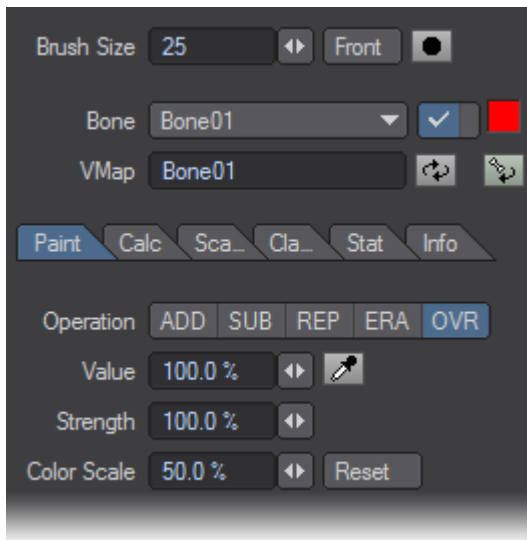 Brush Size 25 Front
Bone Bone01
VMap Bone01
Paint Calc Sca... Cla... Stat Info
Operation ADD SUB REP ERA OVR
Value 100.0 %
Strength 100.0 %
Color Scale 50.0 % Reset